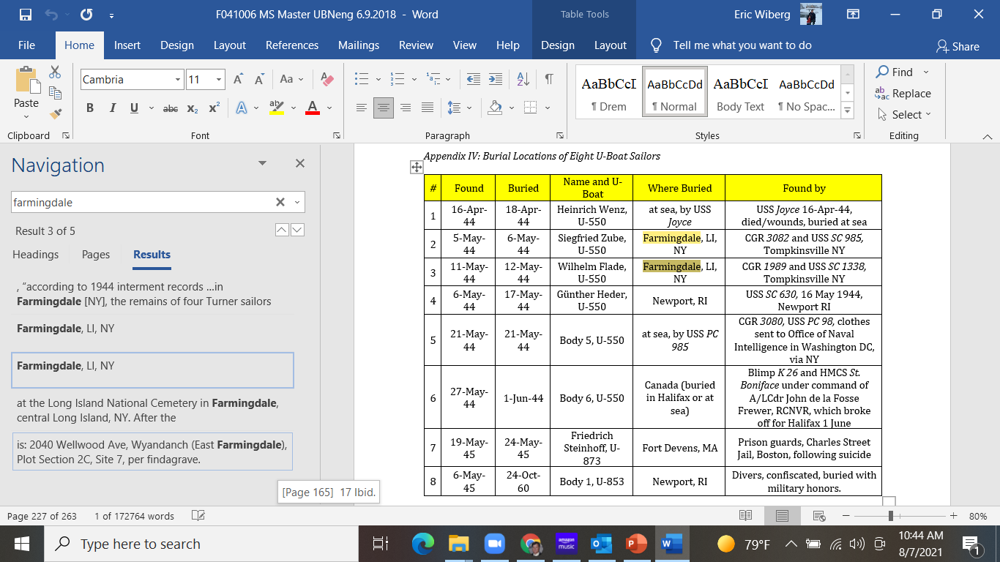 F041006 MS Master UBNeng 6.9.2018 - Word
Table Tools
Eric Wiberg
File
Home
Insert
Design
Layout
References
Mailings
Review
View
Help
Design
Layout
Tell me what you want to do
Share
Paste
Clipboard
Cambria
11
Aa
B
I
U
abc
x₂
x²
A
ab
A
Font
Paragraph
AaBbCcI
¶ Drem
AaBbCcDd
¶ Normal
AaBbCcI
Body Text
AaBbCcDd
¶ No Spac...
Styles
Find
Replace
Select
Editing
Navigation
farmingdale
Result 3 of 5
Headings
Pages
Results
, “according to 1944 interment records …in
Farmingdale [NY], the remains of four Turner sailors
Farmingdale, LI, NY
Farmingdale, LI, NY
at the Long Island National Cemetery in Farmingdale,
central Long Island, NY. After the
is: 2040 Wellwood Ave, Wyandanch (East Farmingdale),
Plot Section 2C, Site 7, per findagrave.
[Page 165] 17 Ibid.
Appendix IV: Burial Locations of Eight U-Boat Sailors
#
Found
Buried
Name and U-
Boat
Where Buried
Found by
1
16-Apr-
44
18-Apr-
44
Heinrich Wenz,
U-550
at sea, by USS
Joyce
USS Joyce 16-Apr-44,
died/wounds, buried at sea
2
5-May-
44
6-May-
44
Siegfried Zube,
U-550
Farmingdale, LI,
NY
CGR 3082 and USS SC 985,
Tompkinsville NY
3
11-May-
44
12-May-
44
Wilhelm Flade,
U-550
Farmingdale, LI,
NY
CGR 1989 and USS SC 1338,
Tompkinsville NY
4
6-May-
44
17-May-
44
Günther Heder,
U-550
Newport, RI
USS SC 630, 16 May 1944,
Newport RI
5
21-May-
44
21-May-
44
Body 5, U-550
at sea, by USS PC
985
CGR 3080, USS PC 98, clothes
sent to Office of Naval
Intelligence in Washington DC,
via NY
6
27-May-
44
1-Jun-44
Body 6, U-550
Canada (buried
in Halifax or at
sea)
Blimp K 26 and HMCS St.
Boniface under command of
A/LCdr John de la Fosse
Frewer, RCNVR, which broke
off for Halifax 1 June
7
19-May-
45
24-May-
45
Friedrich
Steinhoff, U-
873
Fort Devens, MA
Prison guards, Charles Street
Jail, Boston, following suicide
8
6-May-
45
24-Oct-
60
Body 1, U-853
Newport, RI
Divers, confiscated, buried with
military honors.
Page 227 of 263
1 of 172764 words
80%
Type here to search
amazon
music
79°F
10:44 AM
8/7/2021
1